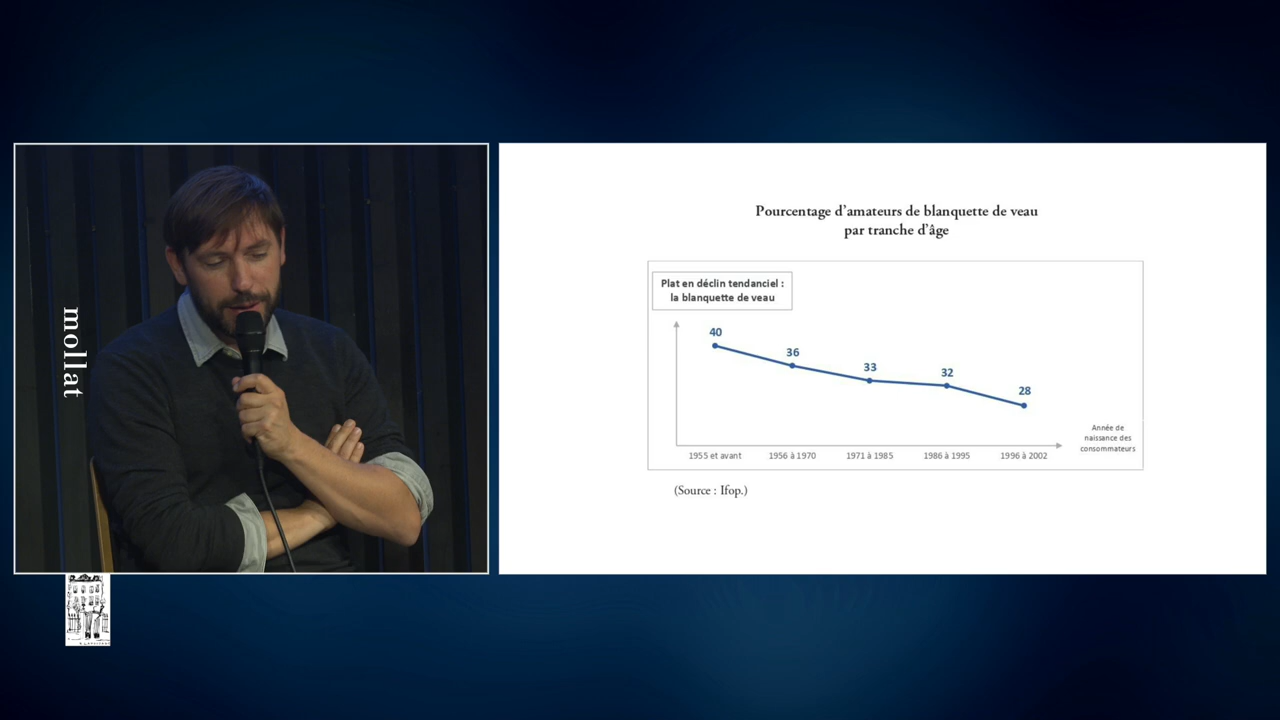 mollat
Pourcentage d'amateurs de blanquette de veau
par tranche d'âge
Plat en déclin tendanciel :
la blanquette de veau
40
36
33
32
28
1955 et avant
1956 à 1970
1971 à 1985
1986 à 1995
1996 à 2002
Année de
naissance des
consommateurs
(Source : Ifop.)